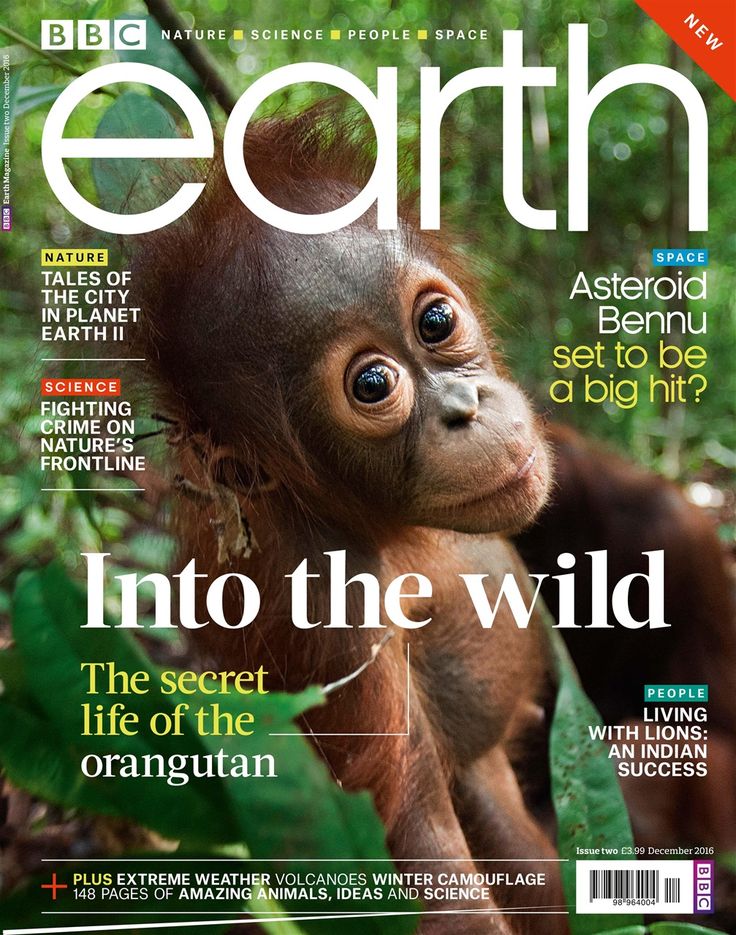 BBC
NATURE ■ SCIENCE ■ PEOPLE ■ SPACE
NEW
earth
BBC Earth Magazine Issue two December 2016
NATURE
TALES OF
THE CITY
IN PLANET
EARTH II
SCIENCE
FIGHTING
CRIME ON
NATURE'S
FRONTLINE
SPACE
Asteroid
Bennu
set to be
a big hit?
Into the wild
The secret
life of the
orangutan
PEOPLE
LIVING
WITH LIONS:
AN INDIAN
SUCCESS
+ PLUS EXTREME WEATHER VOLCANOES WINTER CAMOUFLAGE
148 PAGES OF AMAZING ANIMALS, IDEAS AND SCIENCE
Issue two £3.99 December 2016
98 964004
BBC